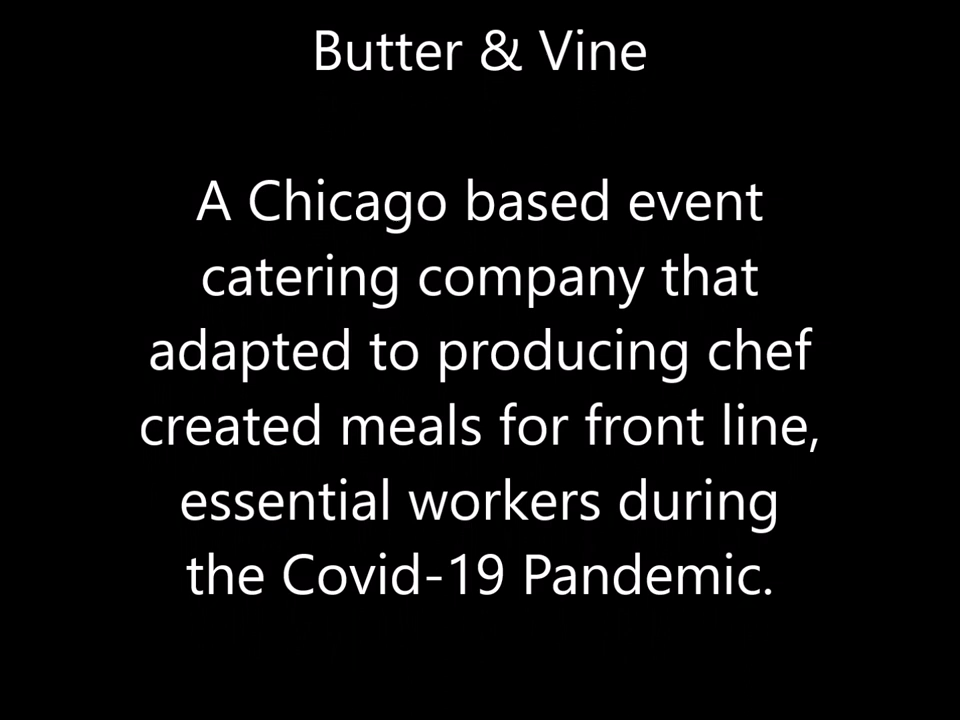 Butter & Vine
A Chicago based event
catering company that
adapted to producing chef
created meals for front line,
essential workers during
the Covid-19 Pandemic.